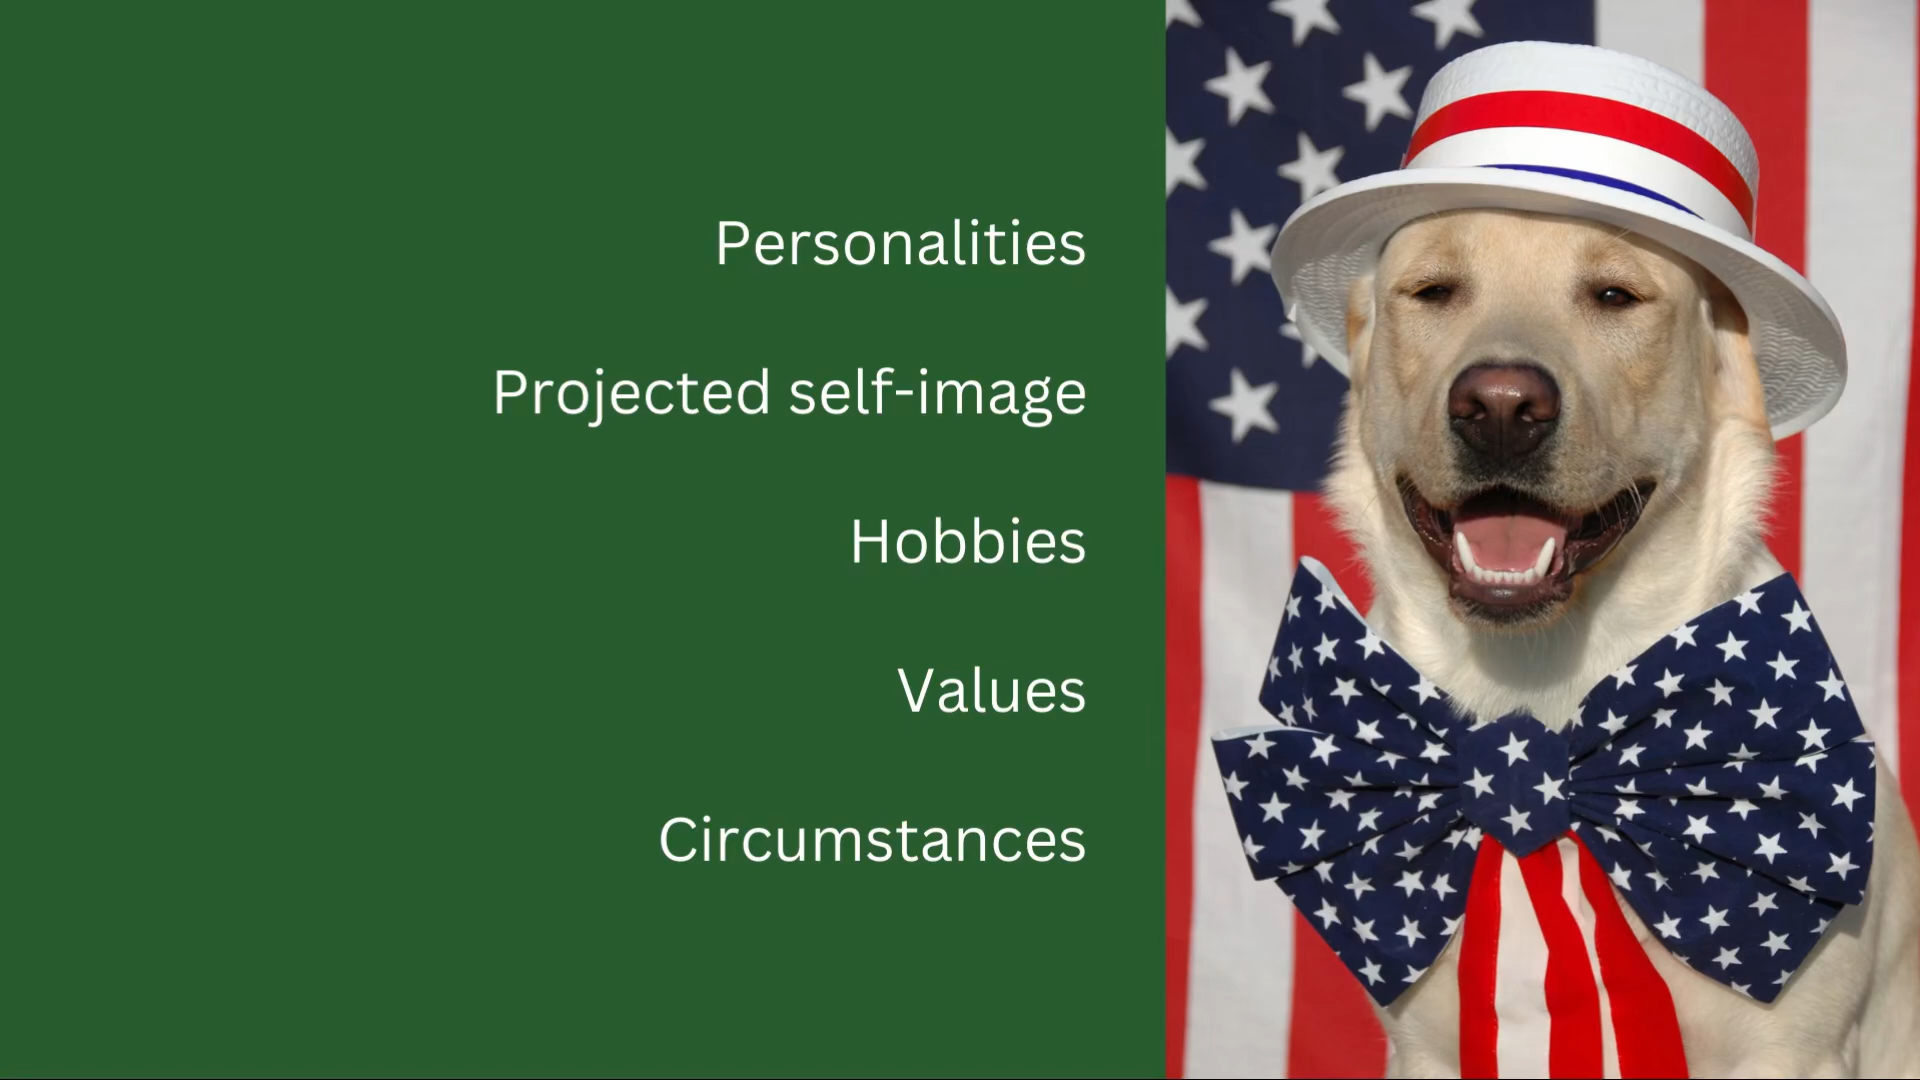 Personalities
Projected self-image
Hobbies
Values
Circumstances